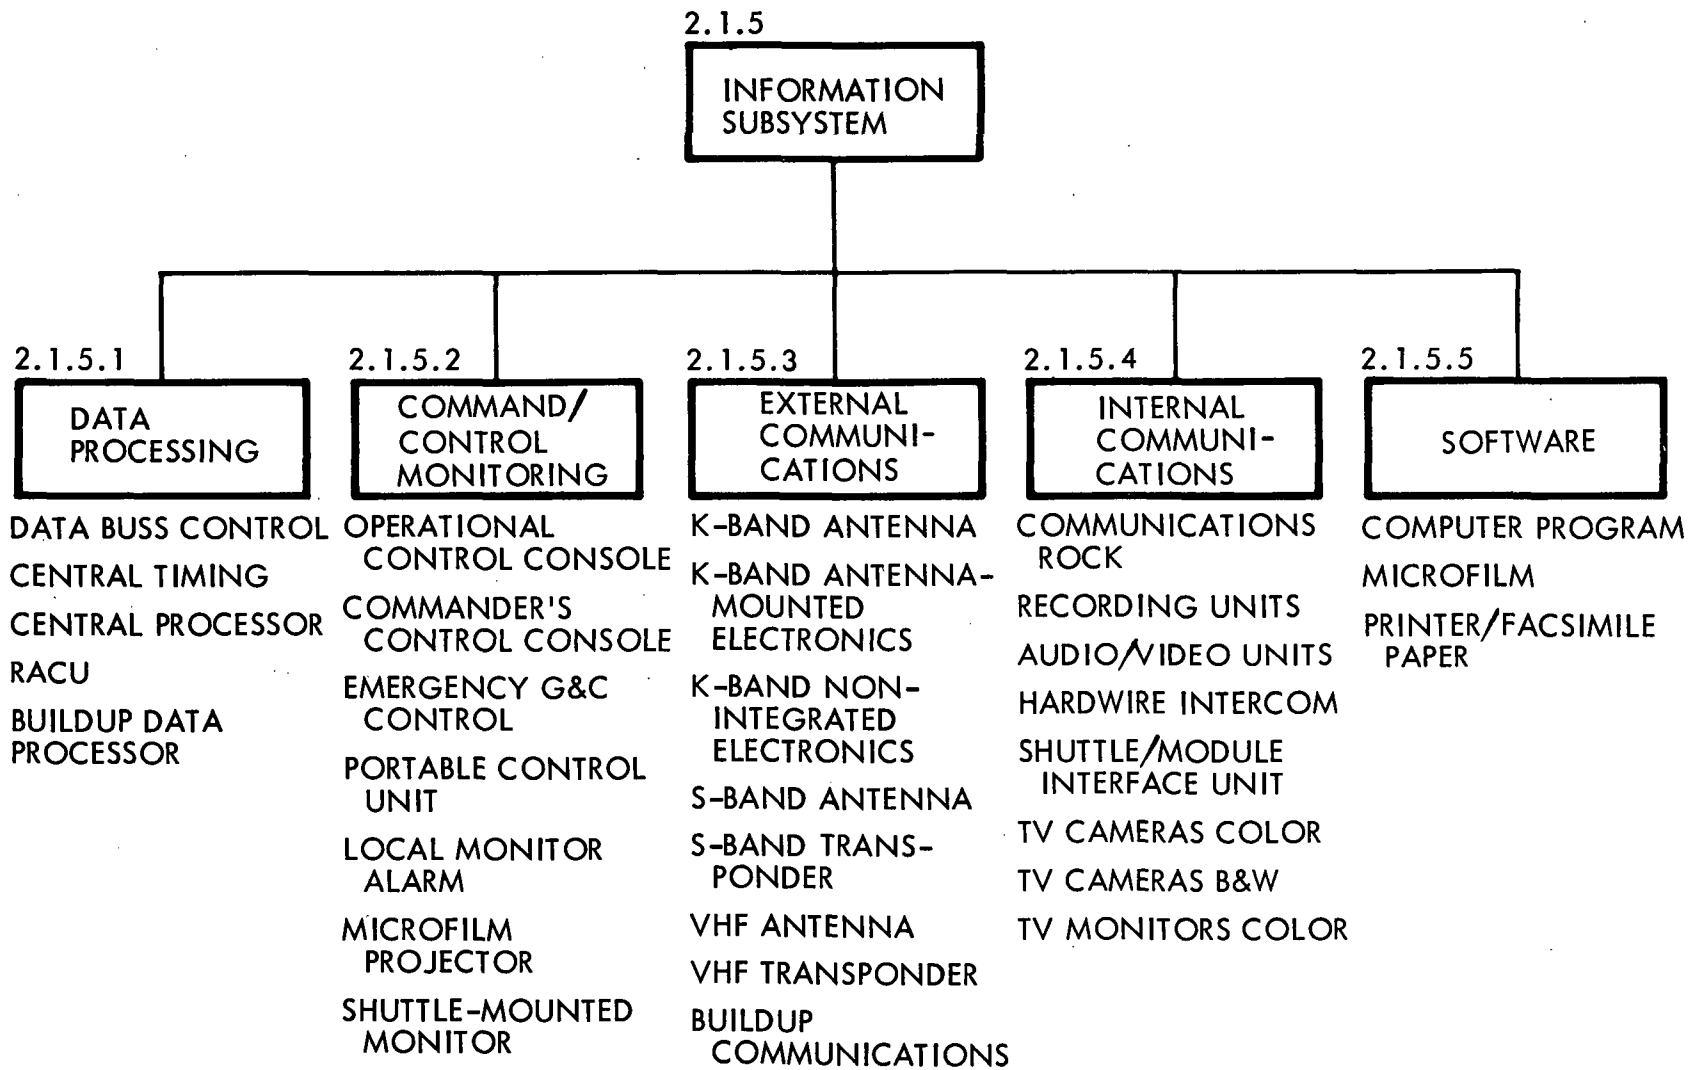 2.1.5
INFORMATION
SUBSYSTEM
2.1.5.1
DATA
PROCESSING
DATA BUSS CONTROL
CENTRAL TIMING
CENTRAL PROCESSOR
RACU
BUILDUP DATA
PROCESSOR
2.1.5.2
COMMAND/
CONTROL
MONITORING
OPERATIONAL
CONTROL CONSOLE
COMMANDER'S
CONTROL CONSOLE
EMERGENCY G&C
CONTROL
PORTABLE CONTROL
UNIT
LOCAL MONITOR
ALARM
MICROFILM
PROJECTOR
SHUTTLE-MOUNTED
MONITOR
2.1.5.3
EXTERNAL
COMMUNI-
CATIONS
K-BAND ANTENNA
K-BAND ANTENNA-
MOUNTED
ELECTRONICS
K-BAND NON-
INTEGRATED
ELECTRONICS
S-BAND ANTENNA
S-BAND TRANS-
PONDER
VHF ANTENNA
VHF TRANSPONDER
BUILDUP
COMMUNICATIONS
2.1.5.4
INTERNAL
COMMUNI-
CATIONS
COMMUNICATIONS
ROCK
RECORDING UNITS
AUDIO/VIDEO UNITS
HARDWIRE INTERCOM
SHUTTLE/MODULE
INTERFACE UNIT
TV CAMERAS COLOR
TV CAMERAS B&W
TV MONITORS COLOR
2.1.5.5
SOFTWARE
COMPUTER PROGRAM
MICROFILM
PRINTER/FACSIMILE
PAPER